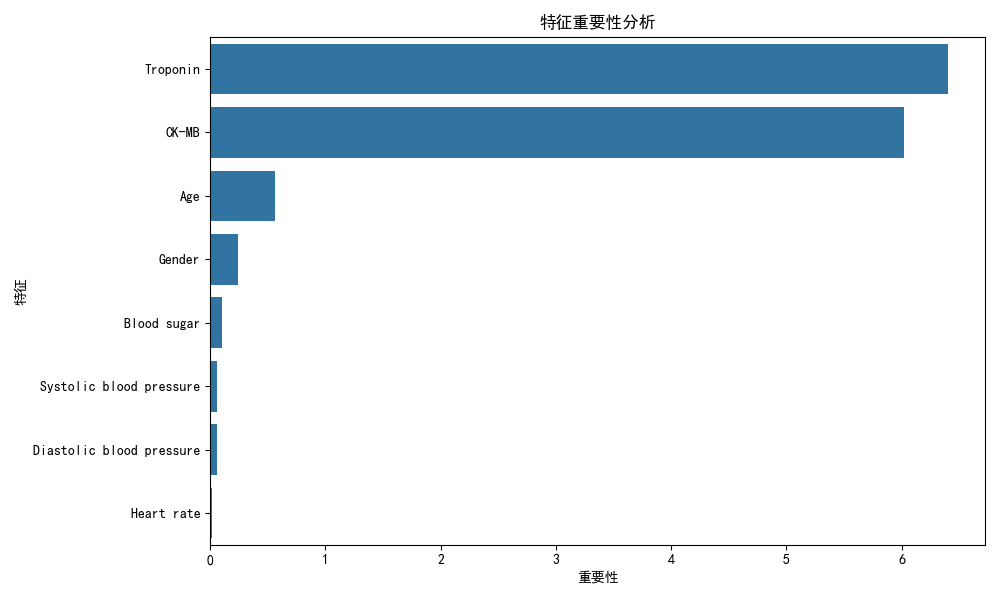 特征重要性分析
Troponin
CK-MB
Age
Gender
Blood sugar
Systolic blood pressure
Diastolic blood pressure
Heart rate
特征
0 1 2 3 4 5 6
重要性